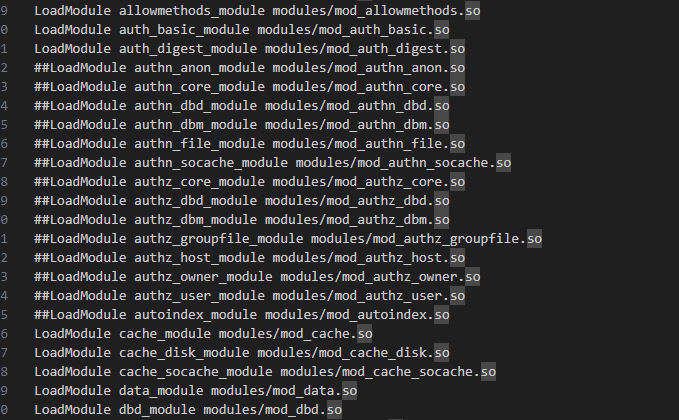 9 LoadModule allowmethods_module modules/mod_allowmethods.so
0 LoadModule auth_basic_module modules/mod_auth_basic.so
1 LoadModule auth_digest_module modules/mod_auth_digest.so
2 ##LoadModule authn_anon_module modules/mod_authn_anon.so
3 ##LoadModule authn_core_module modules/mod_authn_core.so
4 ##LoadModule authn_dbd_module modules/mod_authn_dbd.so
5 ##LoadModule authn_dbm_module modules/mod_authn_dbm.so
6 ##LoadModule authn_file_module modules/mod_authn_file.so
7 ##LoadModule authn_socache_module modules/mod_authn_socache.so
8 ##LoadModule authz_core_module modules/mod_authz_core.so
9 ##LoadModule authz_dbd_module modules/mod_authz_dbd.so
0 ##LoadModule authz_dbm_module modules/mod_authz_dbm.so
1 ##LoadModule authz_groupfile_module modules/mod_authz_groupfile.so
2 ##LoadModule authz_host_module modules/mod_authz_host.so
3 ##LoadModule authz_owner_module modules/mod_authz_owner.so
4 ##LoadModule authz_user_module modules/mod_authz_user.so
5 ##LoadModule autoindex_module modules/mod_autoindex.so
6 LoadModule cache_module modules/mod_cache.so
7 LoadModule cache_disk_module modules/mod_cache_disk.so
8 LoadModule cache_socache_module modules/mod_cache_socache.so
9 LoadModule data_module modules/mod_data.so
0 LoadModule dbd_module modules/mod_dbd.so